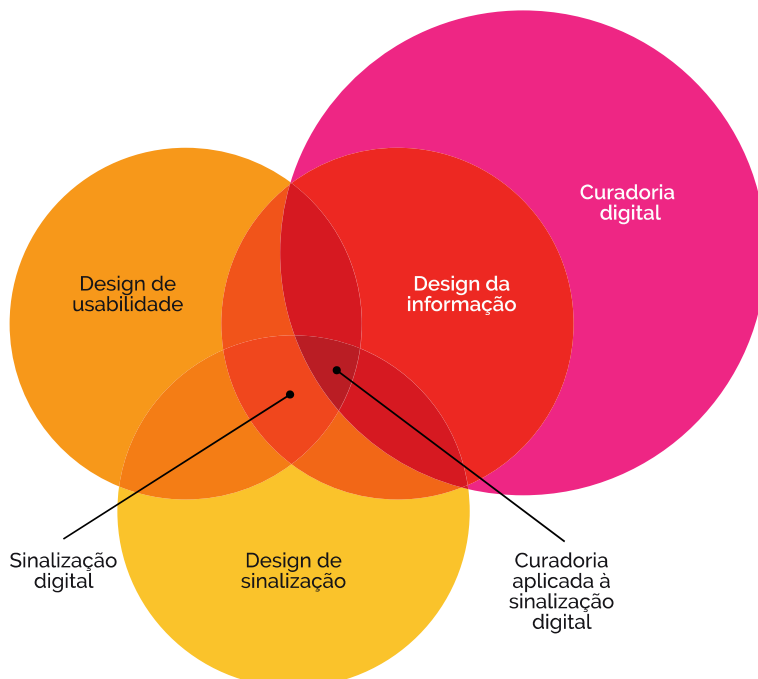 Curadoria
digital
Design de
usabilidade
Design da
informação
Sinalização
digital
Design de
sinalização
Curadoria
aplicada à
sinalização
digital